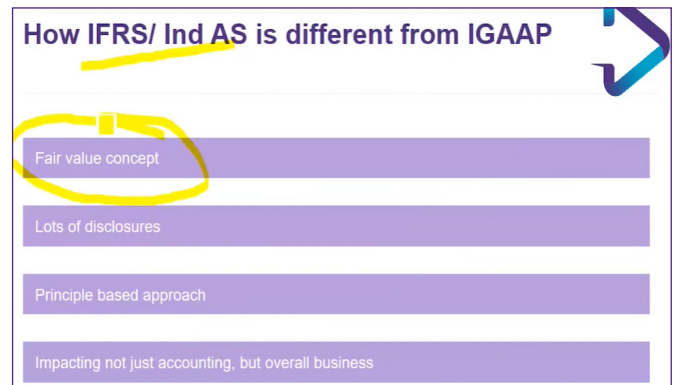 How IFRS/ Ind AS is different from IGAAP
Fair value concept
Lots of disclosures
Principle based approach
Impacting not just accounting, but overall business